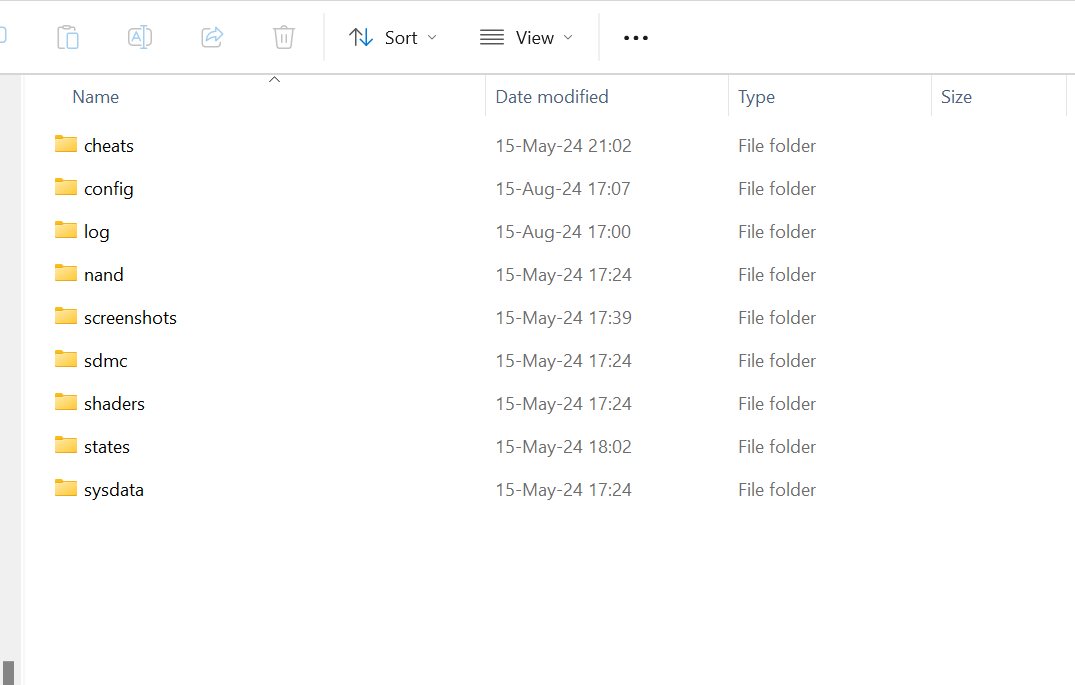 Sort View
Name Date modified Type Size
cheats 15-May-24 21:02 File folder
config 15-Aug-24 17:07 File folder
log 15-Aug-24 17:00 File folder
nand 15-May-24 17:24 File folder
screenshots 15-May-24 17:39 File folder
sdmc 15-May-24 17:24 File folder
shaders 15-May-24 17:24 File folder
states 15-May-24 18:02 File folder
sysdata 15-May-24 17:24 File folder